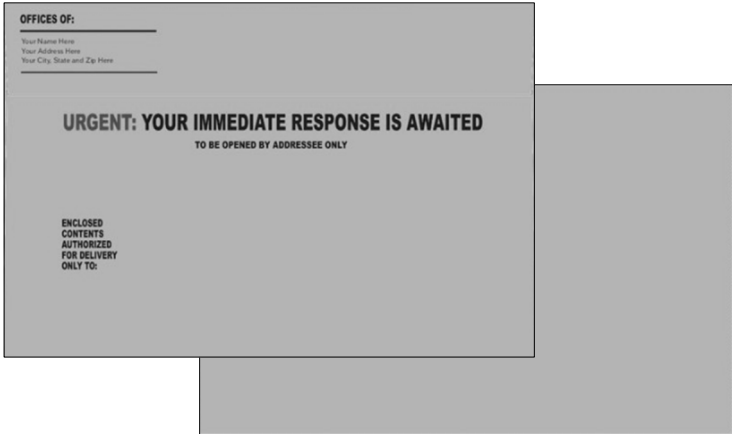 OFFICES OF:
Your Name Here
Your Address Here
Your City, State and Zip Here
URGENT: YOUR IMMEDIATE RESPONSE IS AWAITED
TO BE OPENED BY ADDRESSEE ONLY
ENCLOSED
CONTENTS
AUTHORIZED
FOR DELIVERY
ONLY TO: